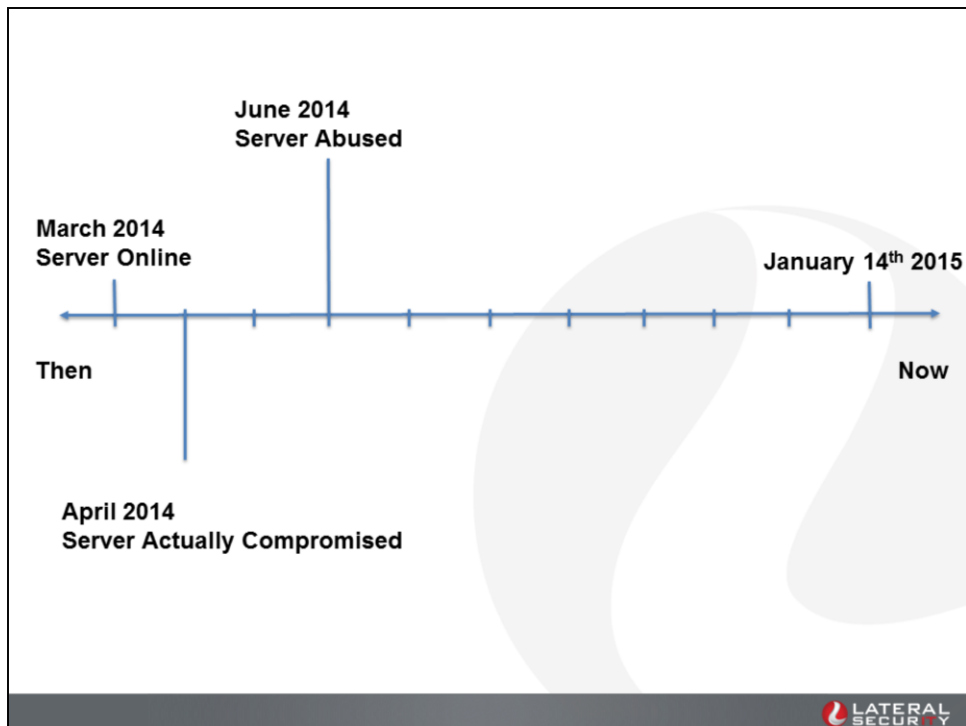 June 2014
Server Abused
March 2014
Server Online
January 14th 2015
Then
Now
April 2014
Server Actually Compromised
LATERAL
SECURITY